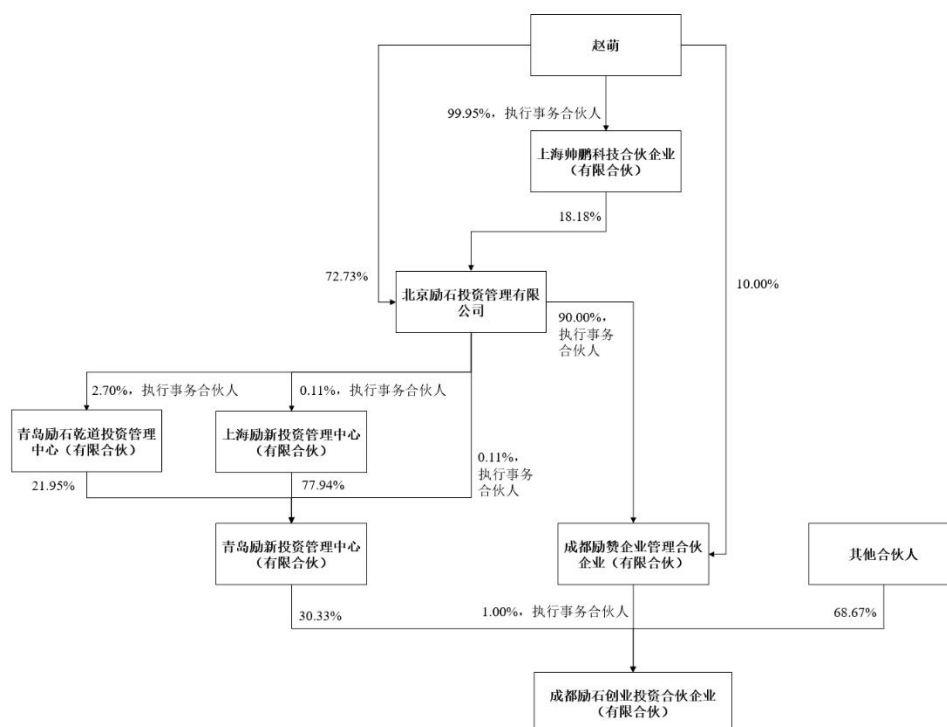 赵萌
99.95%，执行事务合伙人
上海帅鹏科技合伙企业
（有限合伙）
18.18%
72.73%
10.00%
北京励石投资管理有限
公司
90.00%，
执行事务
合伙人
2.70%，执行事务合伙人
0.11%，执行事务合伙人
青岛励石乾道投资管理
中心（有限合伙）
上海励新投资管理中心
（有限合伙）
0.11%，
执行事务
合伙人
21.95%
77.94%
青岛励新投资管理中心
（有限合伙）
成都励赞企业管理合伙
企业（有限合伙）
其他合伙人
30.33%
1.00%，执行事务合伙人
68.67%
成都励石创业投资合伙企业
（有限合伙）